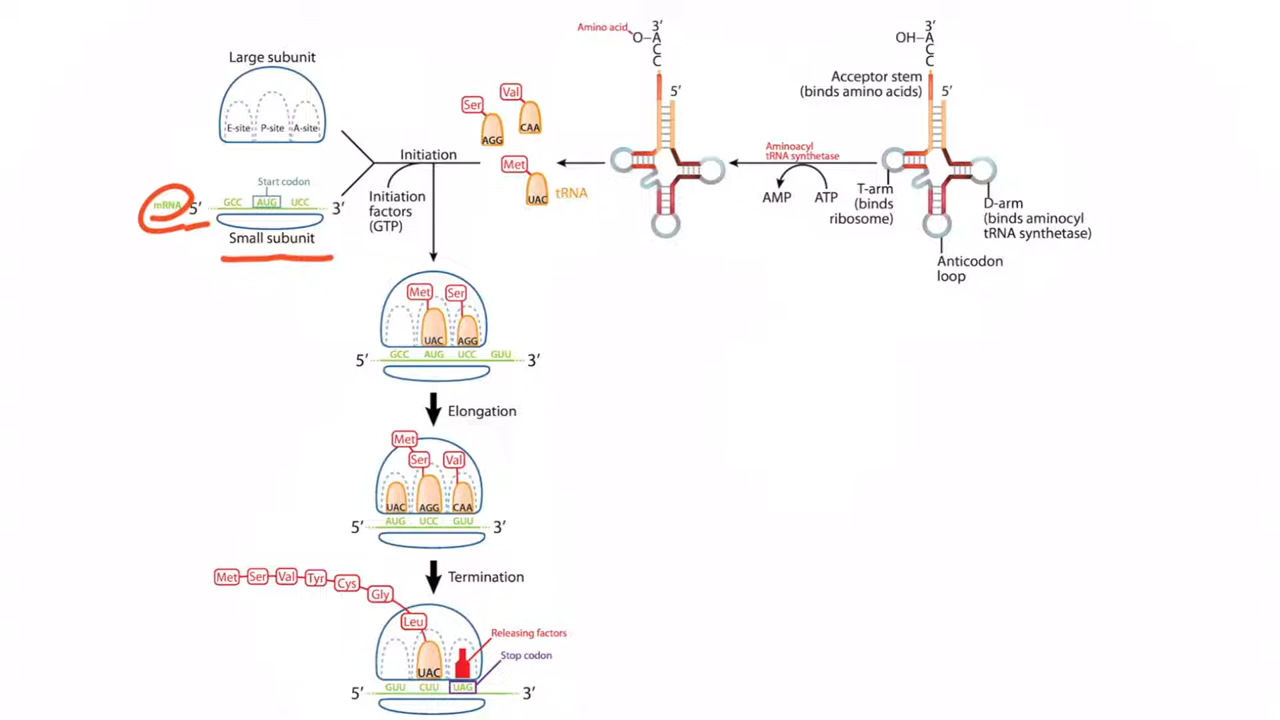 Large subunit
E-site P-site A-site
mRNA 5′ GCC AUG UCC 3′
Start codon
Small subunit
Initiation
Initiation
factors
(GTP)
Ser
AGG
Val
CAA
Met
UAC
tRNA
Amino acid
3′
O–A
C
C
5′
Aminoacyl
tRNA synthetase
AMP
ATP
3′
OH–A
C
C
Acceptor stem
(binds amino acids)
5′
T-arm
(binds
ribosome)
D-arm
(binds aminocyl
tRNA synthetase)
Anticodon
loop
Met Ser
UAC AGG
5′ GCC AUG UCC GUU 3′
Elongation
Met
Ser Val
UAC AGG CAA
5′ AUG UCC GUU 3′
Termination
Met Ser Val Tyr Cys Gly
Leu
Releasing factors
Stop codon
UAC
5′ GUU CUU UAG 3′